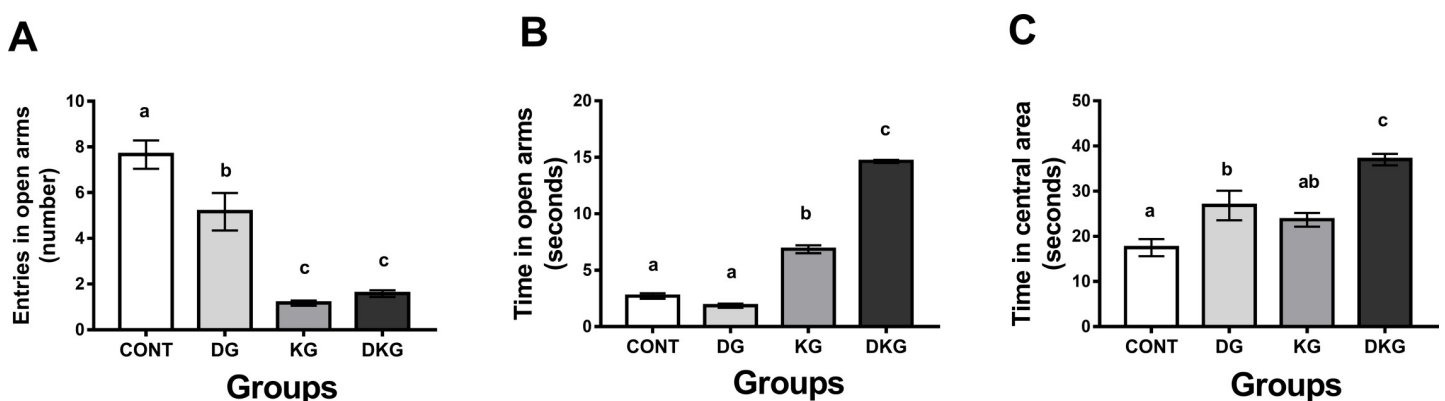 A
Entries in open arms
(number)
10
8
6
4
2
0
a
b
c
c
CONT DG KG DKG
Groups
B
Time in open arms
(seconds)
20
15
10
5
0
a
a
b
c
CONT DG KG DKG
Groups
C
Time in central area
(seconds)
50
40
30
20
10
0
a
b
ab
c
CONT DG KG DKG
Groups